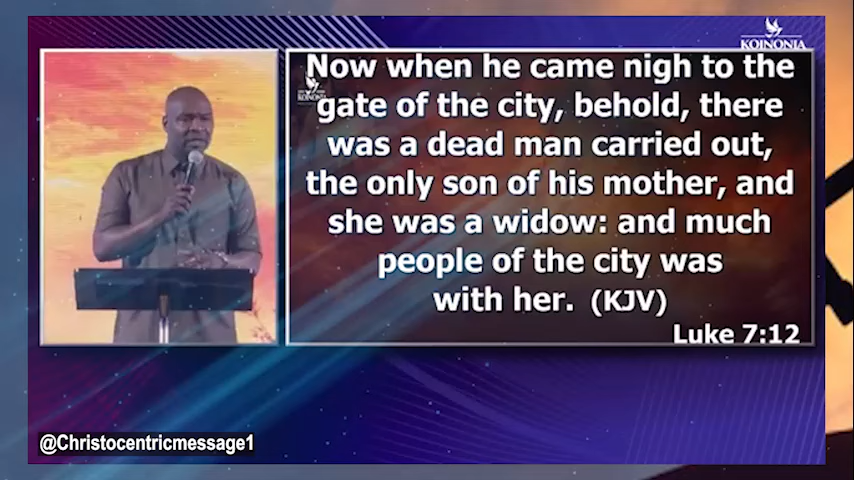 KOINONIA
Now when he came nigh to the
KOINONIA
gate of the city, behold, there
was a dead man carried out,
the only son of his mother, and
she was a widow: and much
people of the city was
with her. (KJV)
Luke 7:12
@Christocentricmessage1